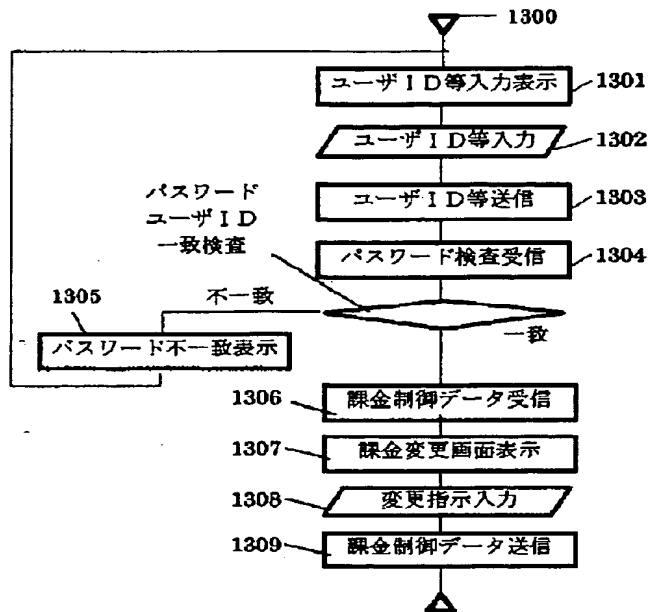 1300
ユーザID等入力表示
1301
ユーザID等入力
1302
ユーザID等送信
1303
パスワード
ユーザID
一致検査
パスワード検査受信
1304
1305
不一致
一致
パスワード不一致表示
1306
課金制御データ受信
1307
課金変更画面表示
1308
変更指示入力
1309
課金制御データ送信